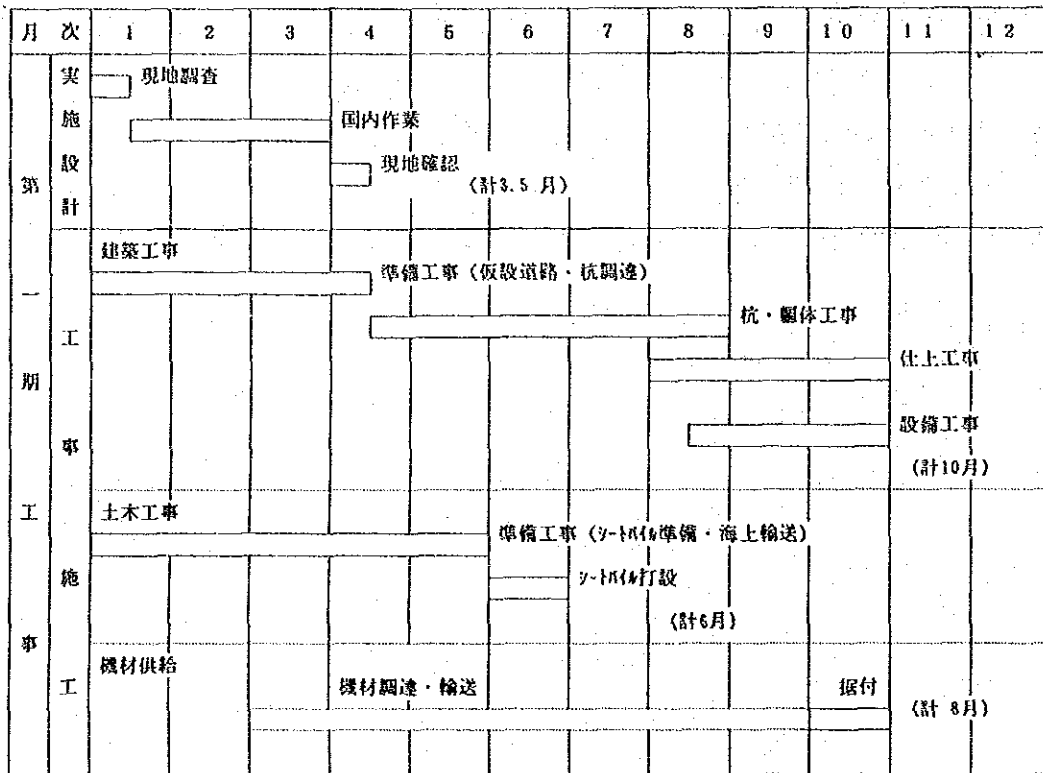 月 次 1 2 3 4 5 6 7 8 9 10 11 12
第一期工事
実施設計
現地調査
国内作業
現地確認
(計3.5 月)
工事施工
建築工事
準備工事 (仮設道路・杭調達)
杭・軀体工事
仕上工事
設備工事
(計10月)
土木工事
準備工事 (シートパイル準備・海上輸送)
シートパイル打設
(計6月)
機材供給
機材調達・輸送 据付
(計 8月)